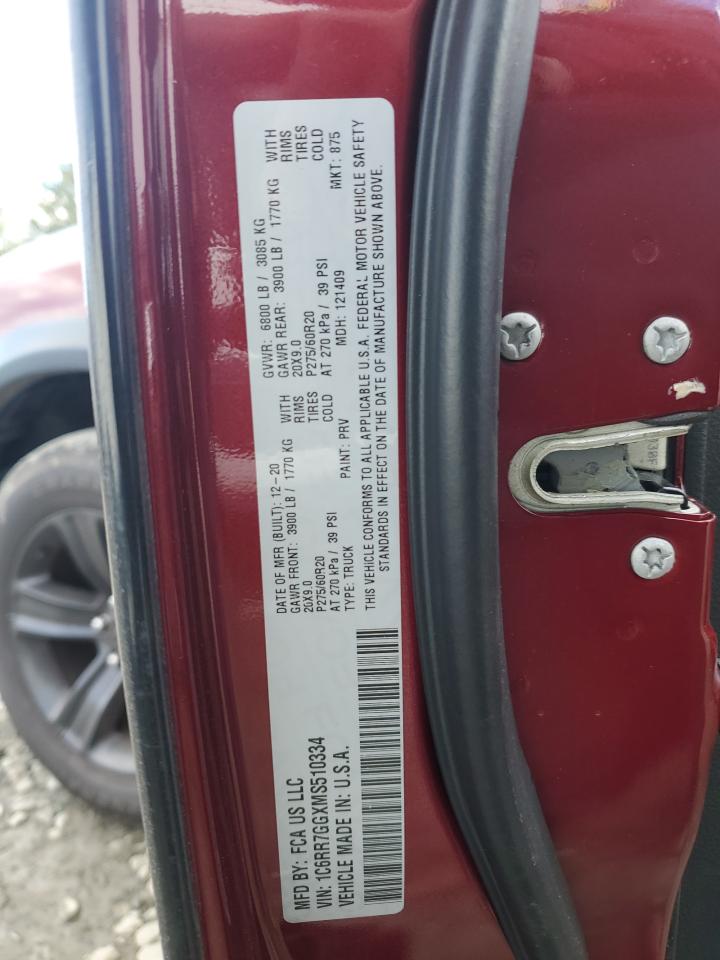 MFD BY: FCA US LLC
VIN: 1C6RR7GGXMS510334
VEHICLE MADE IN: U.S.A.
DATE OF MFR (BUILT): 12-20
GAWR FRONT: 3900 LB / 1770 KG WITH
20X9.0 RIMS
P275/60R20 TIRES
AT 270 kPa / 39 PSI COLD
TYPE: TRUCK PAINT: PRV
GVWR: 6800 LB / 3085 KG
GAWR REAR: 3900 LB / 1770 KG WITH
20X9.0 RIMS
P275/60R20 TIRES
AT 270 kPa / 39 PSI COLD
MDH: 121409 MKT: 875
THIS VEHICLE CONFORMS TO ALL APPLICABLE U.S.A. FEDERAL MOTOR VEHICLE SAFETY
STANDARDS IN EFFECT ON THE DATE OF MANUFACTURE SHOWN ABOVE.